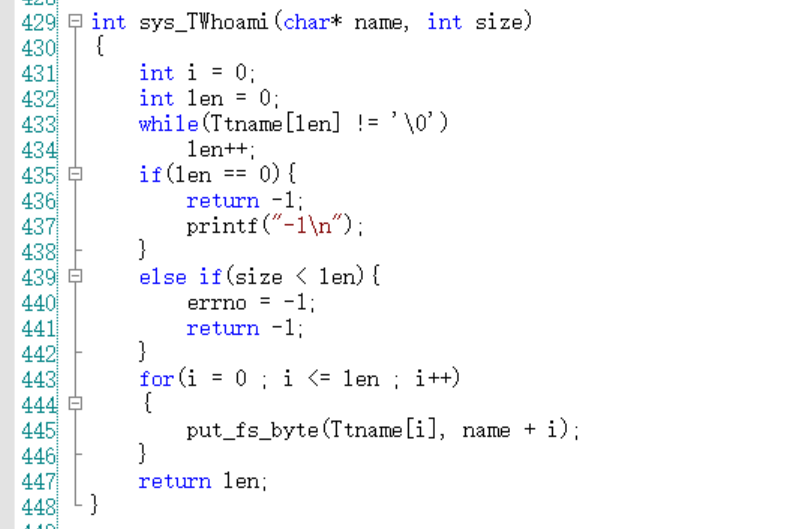 429 int sys_TWhoami(char* name, int size)
430 {
431     int i = 0;
432     int len = 0;
433     while(Ttname[len] != '\0')
434         len++;
435     if(len == 0){
436         return -1;
437         printf("-1\n");
438     }
439     else if(size < len){
440         errno = -1;
441         return -1;
442     }
443     for(i = 0 ; i <= len ; i++)
444     {
445         put_fs_byte(Ttname[i], name + i);
446     }
447     return len;
448 }